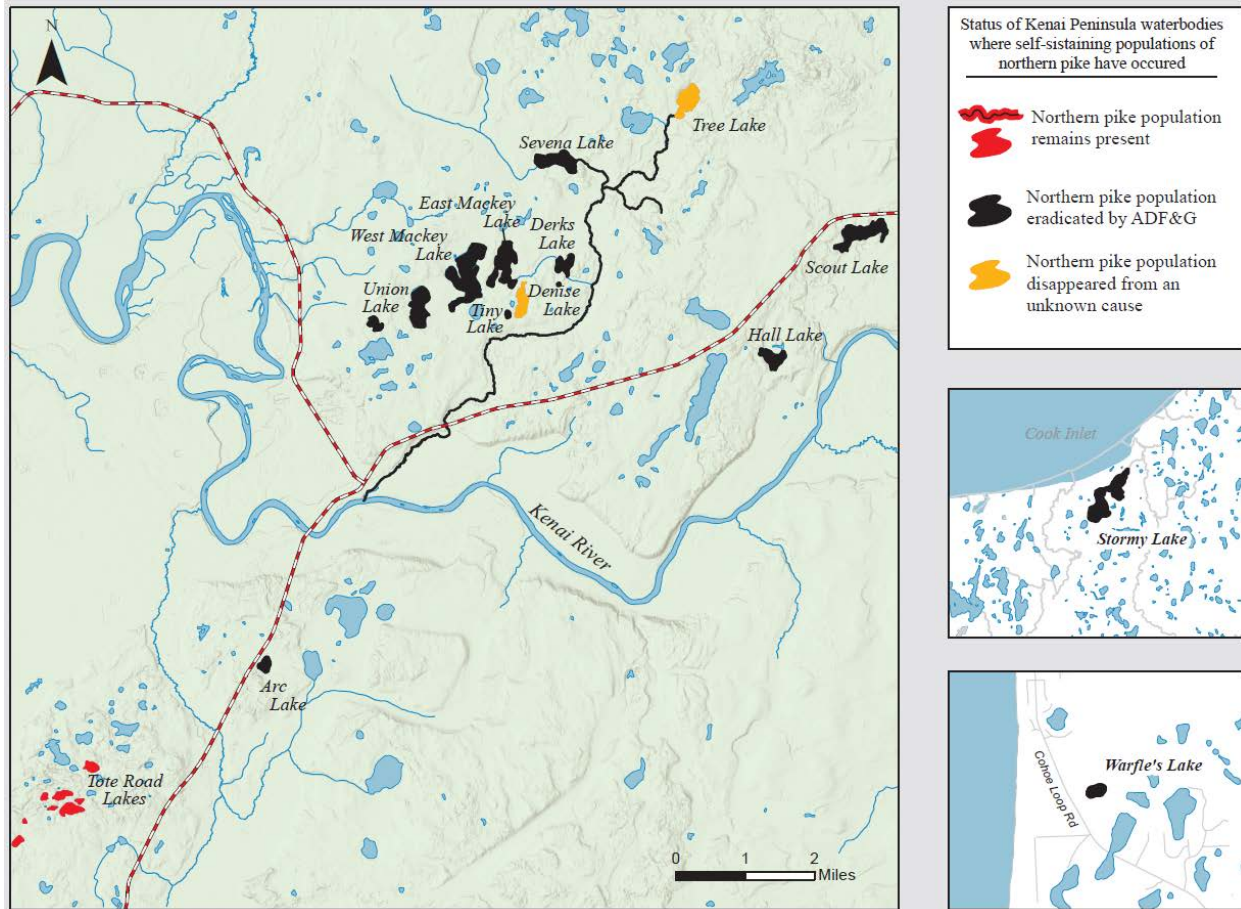 N
Tree Lake
Sevena Lake
East Mackey
Lake
Derks
Lake
West Mackey
Lake
Scout Lake
Union
Lake
Denise
Lake
Tiny
Lake
Hall Lake
Kenai River
Arc
Lake
Tote Road
Lakes
0 1 2
Miles
Status of Kenai Peninsula waterbodies
where self-sistaining populations of
northern pike have occured
Northern pike population
remains present
Northern pike population
eradicated by ADF&G
Northern pike population
disappeared from an
unknown cause
Cook Inlet
Stormy Lake
Warfle's Lake
Cohoe Loop Rd